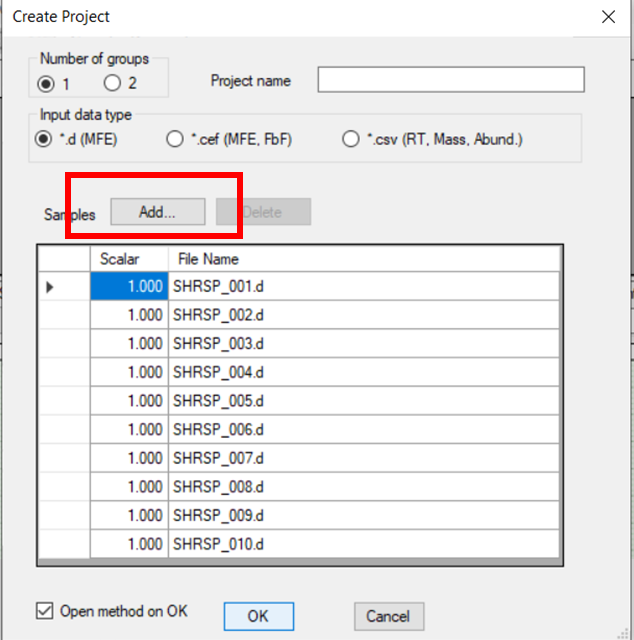 Create Project
Number of groups
1 2
Project name
Input data type
*.d (MFE) *.cef (MFE, FbF) *.csv (RT, Mass, Abund.)
Samples Add... Delete
Scalar File Name
1.000 SHRSP_001.d
1.000 SHRSP_002.d
1.000 SHRSP_003.d
1.000 SHRSP_004.d
1.000 SHRSP_005.d
1.000 SHRSP_006.d
1.000 SHRSP_007.d
1.000 SHRSP_008.d
1.000 SHRSP_009.d
1.000 SHRSP_010.d
Open method on OK OK Cancel